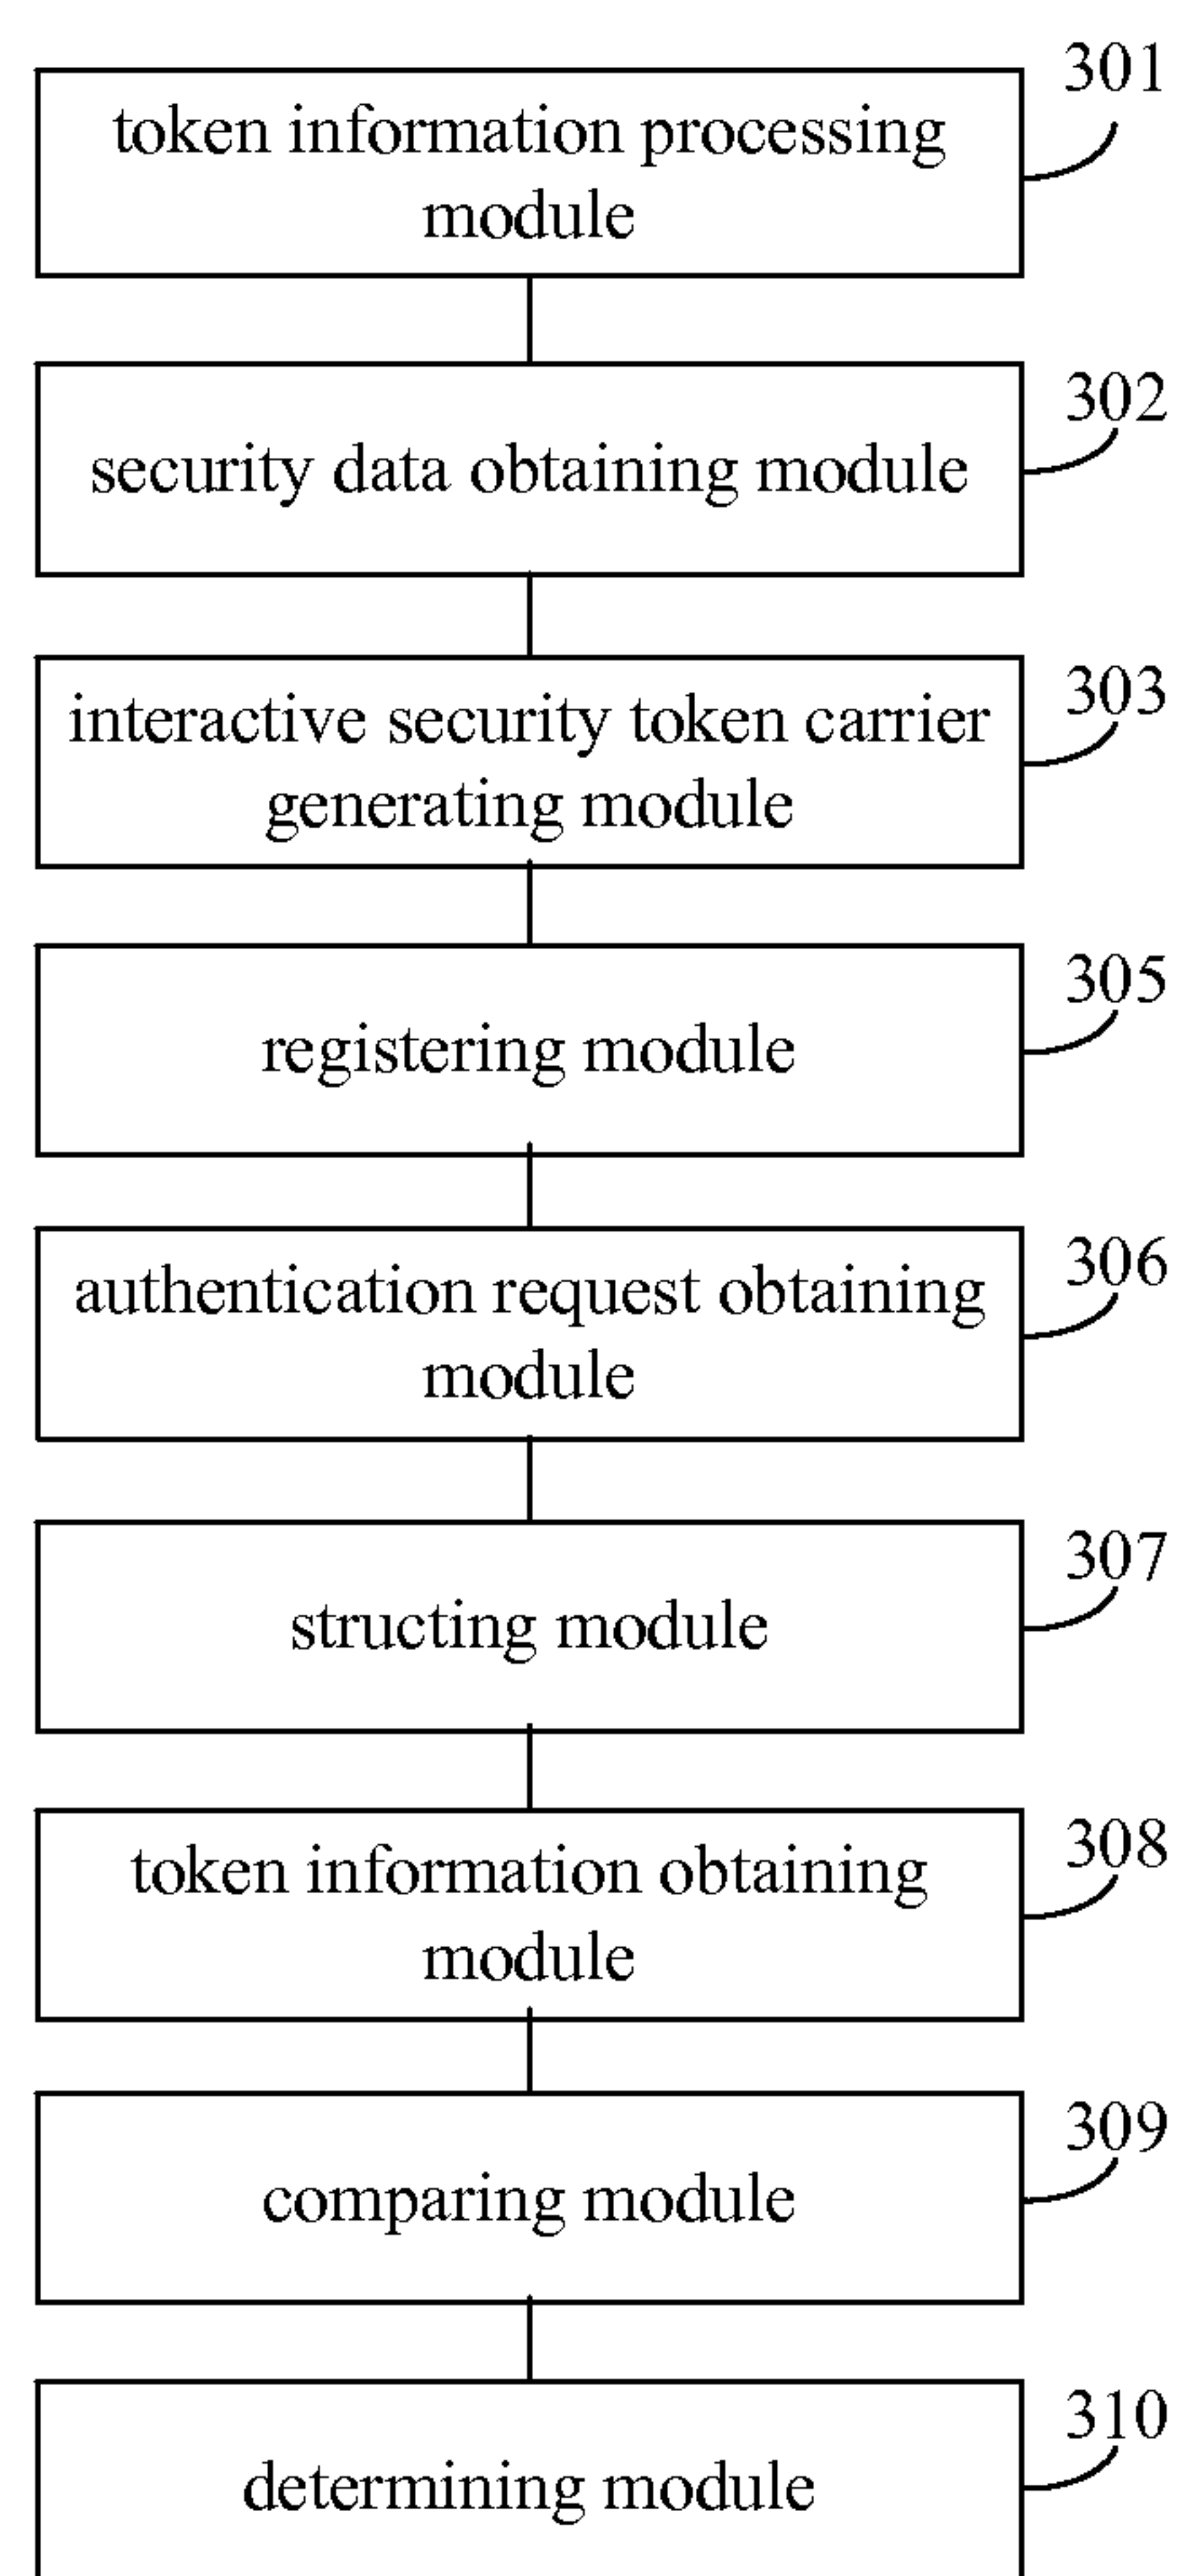 301
token information processing
module
302
security data obtaining module
303
interactive security token carrier
generating module
305
registering module
306
authentication request obtaining
module
307
structing module
308
token information obtaining
module
309
comparing module
310
determining module